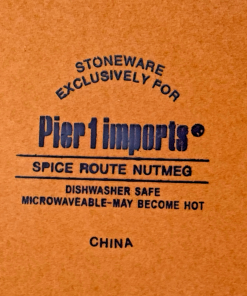 STONEWARE
EXCLUSIVELY FOR
Pier 1 imports®
SPICE ROUTE NUTMEG
DISHWASHER SAFE
MICROWAVEABLE-MAY BECOME HOT
CHINA